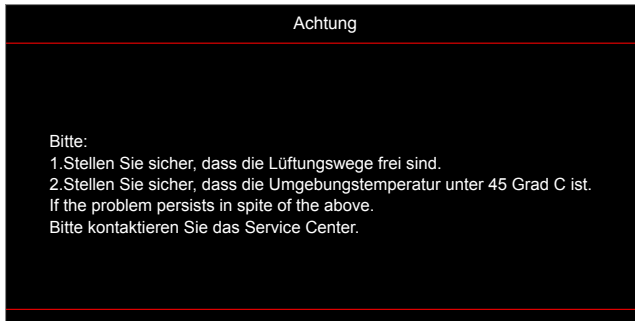 Achtung
Bitte:
1.Stellen Sie sicher, dass die Lüftungswege frei sind.
2.Stellen Sie sicher, dass die Umgebungstemperatur unter 45 Grad C ist.
If the problem persists in spite of the above.
Bitte kontaktieren Sie das Service Center.